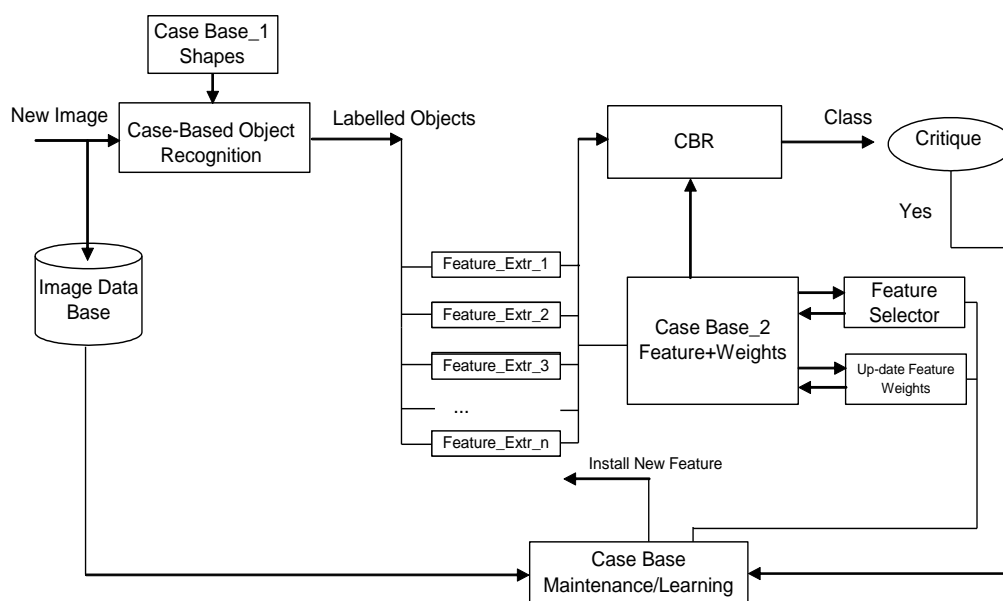 Case Base_1
Shapes
New Image
Case-Based Object
Recognition
Labelled Objects
CBR
Class
Critique
Yes
Image Data
Base
Feature_Extr_1
Feature_Extr_2
Feature_Extr_3
...
Feature_Extr_n
Case Base_2
Feature+Weights
Feature
Selector
Up-date Feature
Weights
Install New Feature
Case Base
Maintenance/Learning